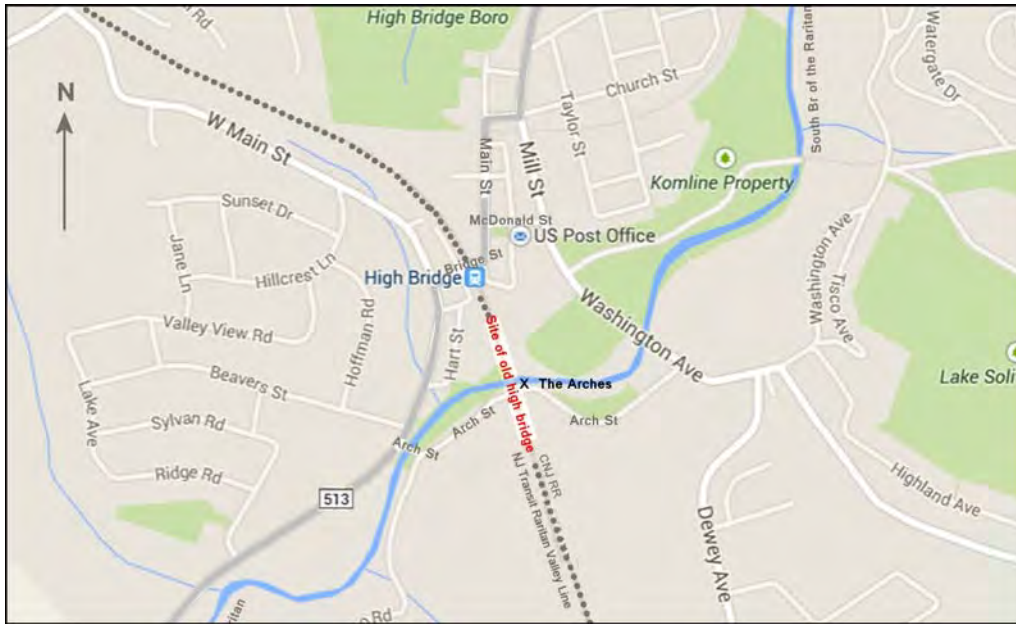 High Bridge Boro
Rd
N
W Main St
Church St
Taylor St
Main St
Mill St
South Br of the Raritan
Watergate Dr
Komline Property
Sunset Dr
McDonald St
US Post Office
Bridge St
High Bridge
Jane Ln
Hillcrest Ln
Washington Ave
Washington Ave
Tisco Ave
Valley View Rd
Hoffman Rd
Hart St
Site of old high bridge
X The Arches
Lake Soli
Beavers St
Lake Ave
Sylvan Rd
Arch St
Arch St
Arch St
Ridge Rd
CNJ RR
NJ Transit Raritan Valley Line
513
Highland Ave
Dewey Ave
ritan
Rd